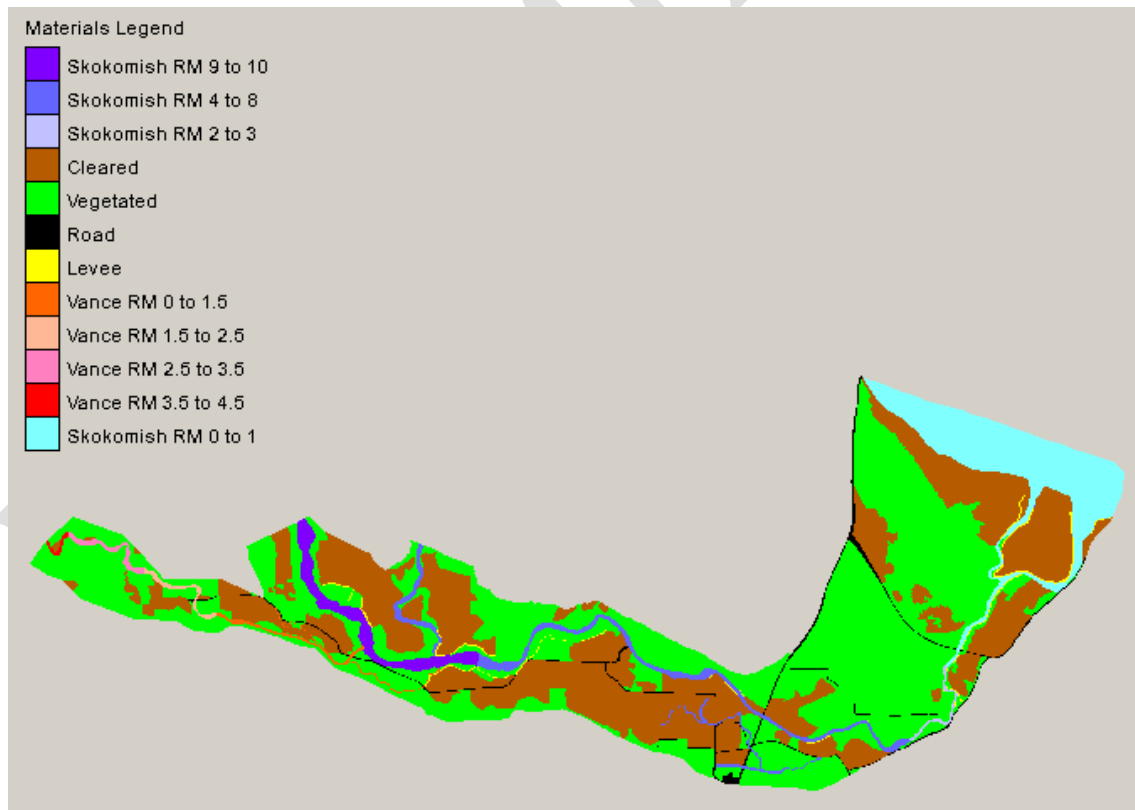 Materials Legend
Skokomish RM 9 to 10
Skokomish RM 4 to 8
Skokomish RM 2 to 3
Cleared
Vegetated
Road
Levee
Vance RM 0 to 1.5
Vance RM 1.5 to 2.5
Vance RM 2.5 to 3.5
Vance RM 3.5 to 4.5
Skokomish RM 0 to 1